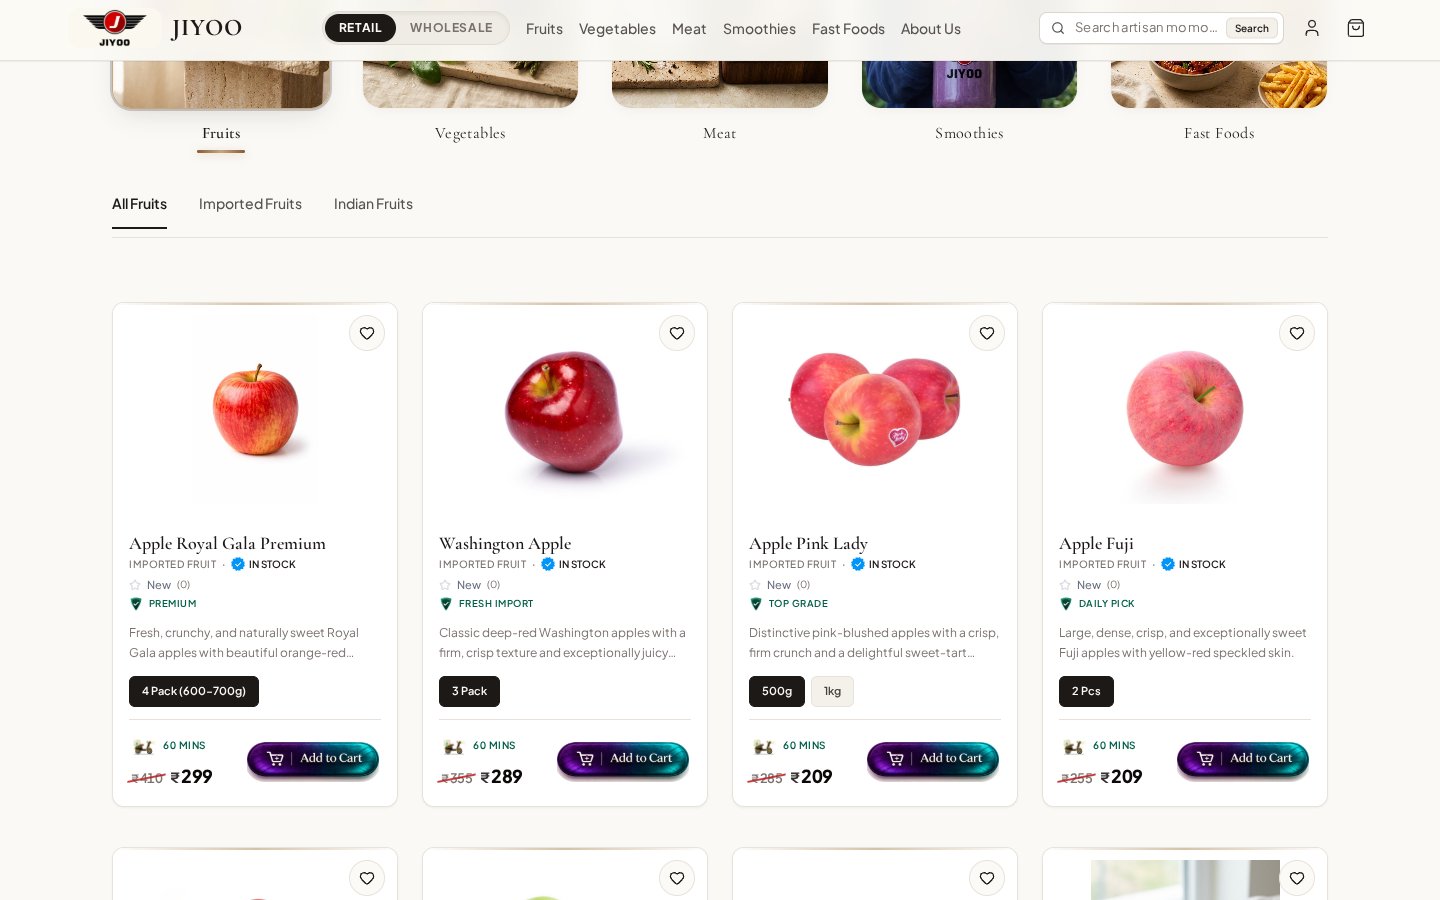 JIYOO
JIYOO
RETAIL
WHOLESALE
Fruits
Vegetables
Meat
Smoothies
Fast Foods
About Us
Search artisan momo...
Search
JIYOO
Fruits
Vegetables
Meat
Smoothies
Fast Foods
All Fruits
Imported Fruits
Indian Fruits
Apple Royal Gala Premium
IMPORTED FRUIT · IN STOCK
New (0)
PREMIUM
Fresh, crunchy, and naturally sweet Royal
Gala apples with beautiful orange-red...
4 Pack (600-700g)
60 MINS
₹410 ₹299
Add to Cart
Washington Apple
IMPORTED FRUIT · IN STOCK
New (0)
FRESH IMPORT
Classic deep-red Washington apples with a
firm, crisp texture and exceptionally juicy...
3 Pack
60 MINS
₹355 ₹289
Add to Cart
Apple Pink Lady
IMPORTED FRUIT · IN STOCK
New (0)
TOP GRADE
Distinctive pink-blushed apples with a crisp,
firm crunch and a delightful sweet-tart...
500g
1kg
60 MINS
₹285 ₹209
Add to Cart
Apple Fuji
IMPORTED FRUIT · IN STOCK
New (0)
DAILY PICK
Large, dense, crisp, and exceptionally sweet
Fuji apples with yellow-red speckled skin.
2 Pcs
60 MINS
₹255 ₹209
Add to Cart